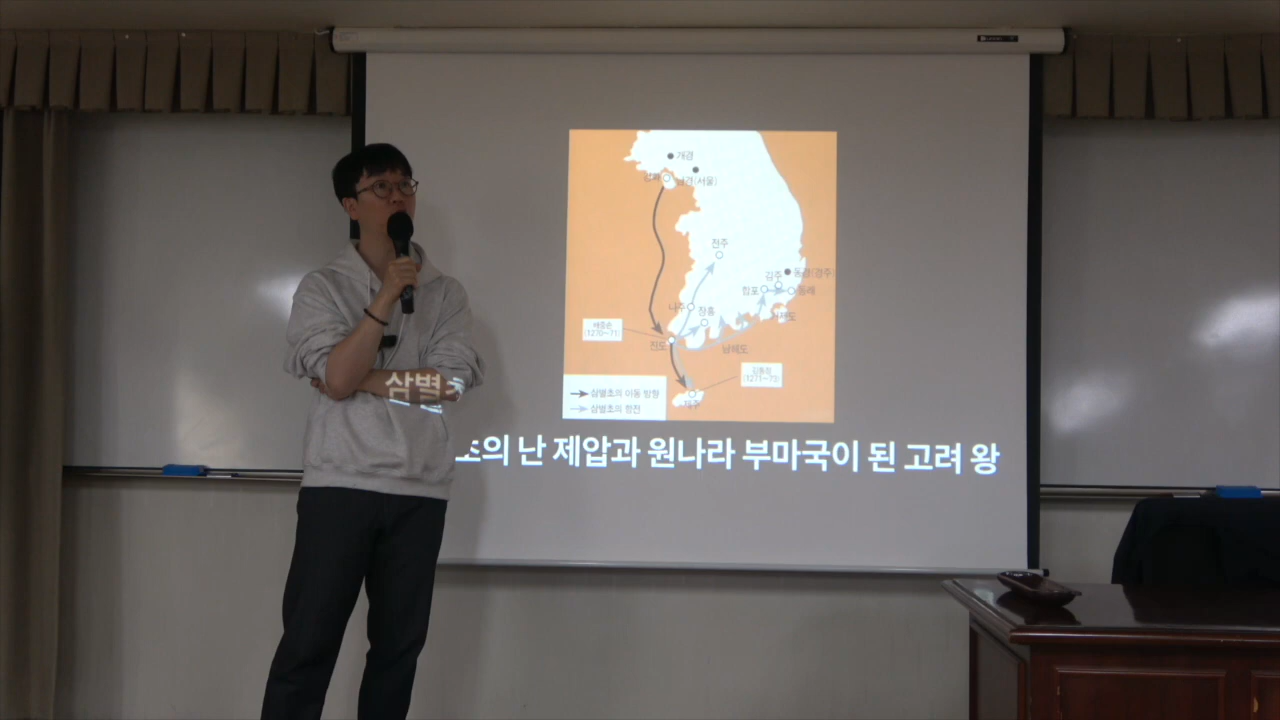 개경
남경(서울)
전주
동경(경주)
김주
합포
동래
나주
장흥
거제도
배중손
(1270~71)
진도
남해도
김통정
(1271~73)
제주
삼별초의 이동 방향
삼별초의 항전
삼별초의 난 제압과 원나라 부마국이 된 고려 왕